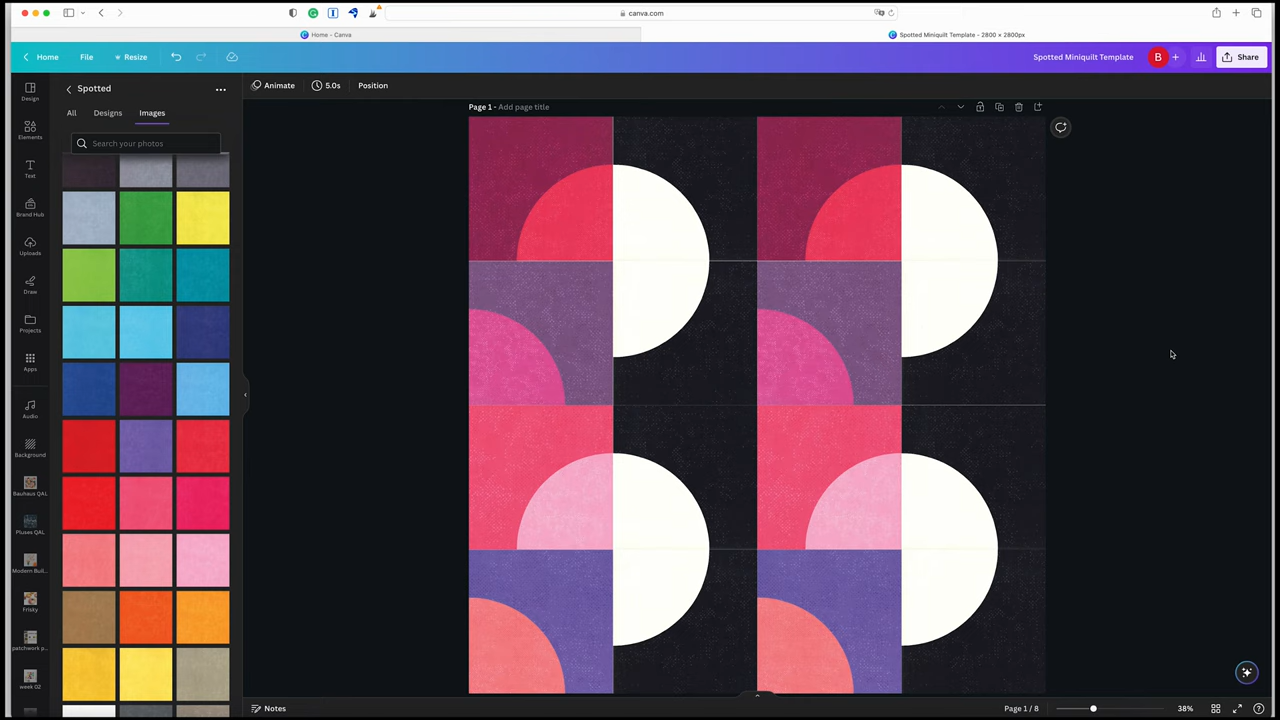 canva.com
Home - Canva
Spotted Miniquilt Template - 2800 × 2800px
Home
File
Resize
Spotted Miniquilt Template
B
Share
Design
Elements
Text
Brand Hub
Uploads
Draw
Projects
Apps
Audio
Background
Bauhaus QAL
Pluses QAL
Modern Buil...
Frisky
patchwork p...
week 02
Spotted
All
Designs
Images
Search your photos
Animate
5.0s
Position
Page 1 - Add page title
Notes
Page 1 / 8
38%